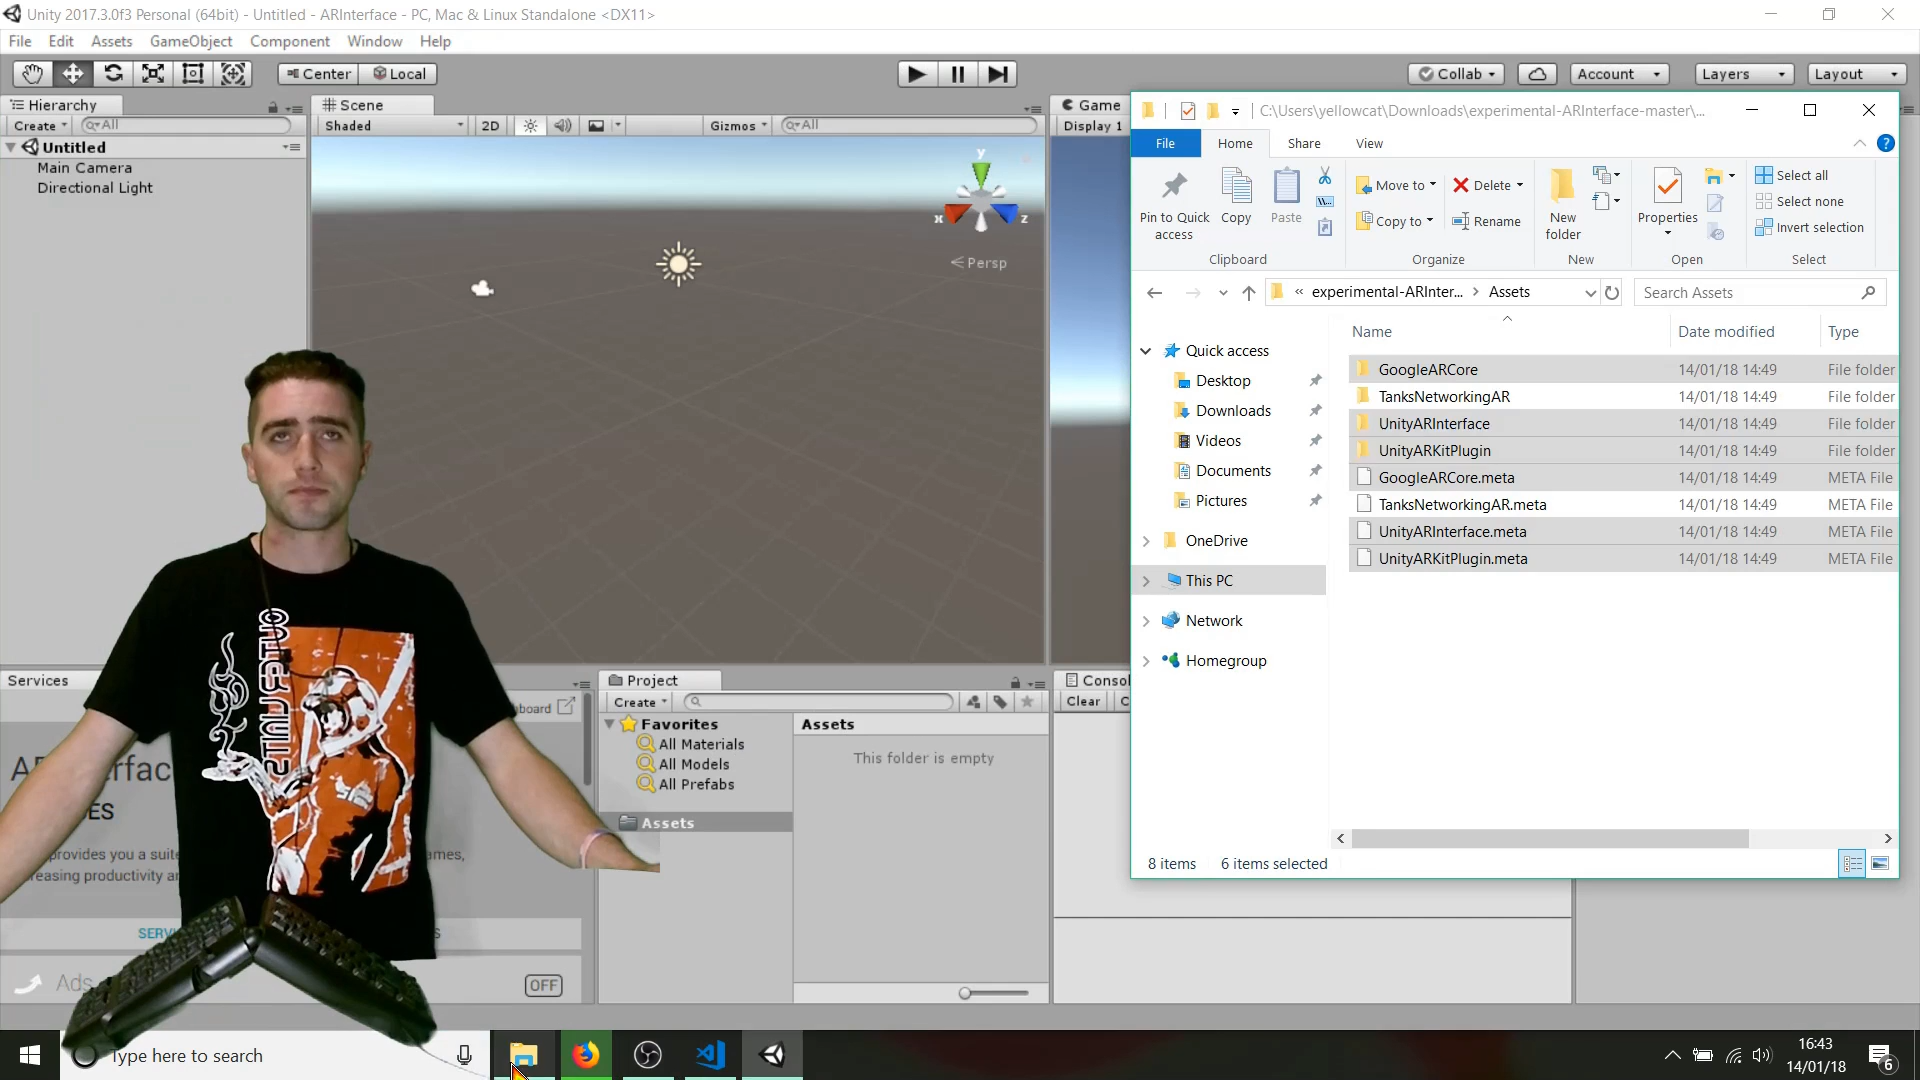 Unity 2017.3.0f3 Personal (64bit) - Untitled - ARInterface - PC, Mac & Linux Standalone <DX11>
File Edit Assets GameObject Component Window Help
Center Local
Collab Account Layers Layout
Hierarchy
Create All
Untitled
Main Camera
Directional Light
Scene
Shaded 2D Gizmos All
y
x
z
Persp
Game
Display 1
C:\Users\yellowcat\Downloads\experimental-ARInterface-master\...
File Home Share View
Pin to Quick access
Copy
Paste
Move to
Copy to
Delete
Rename
New folder
Properties
Select all
Select none
Invert selection
Clipboard Organize New Open Select
« experimental-ARInter... Assets
Search Assets
Name Date modified Type
Quick access
Desktop
Downloads
Videos
Documents
Pictures
OneDrive
This PC
Network
Homegroup
GoogleARCore 14/01/18 14:49 File folder
TanksNetworkingAR 14/01/18 14:49 File folder
UnityARInterface 14/01/18 14:49 File folder
UnityARKitPlugin 14/01/18 14:49 File folder
GoogleARCore.meta 14/01/18 14:49 META File
TanksNetworkingAR.meta 14/01/18 14:49 META File
UnityARInterface.meta 14/01/18 14:49 META File
UnityARKitPlugin.meta 14/01/18 14:49 META File
8 items 6 items selected
Services
Project
Create
Favorites
All Materials
All Models
All Prefabs
Assets
Assets
This folder is empty
Clear
Ads
OFF
Type here to search
16:43
14/01/18
6